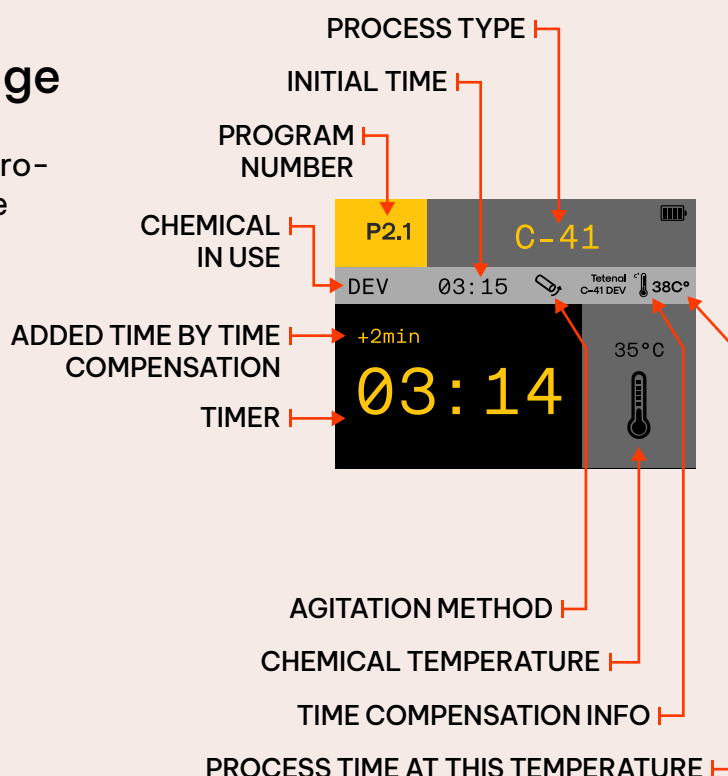 ge
ro-
e
PROCESS TYPE
INITIAL TIME
PROGRAM
NUMBER
CHEMICAL
IN USE
ADDED TIME BY TIME
COMPENSATION
TIMER
P2.1
C-41
DEV 03:15 Tetenal
C-41 DEV 38C°
+2min
03:14
35°C
AGITATION METHOD
CHEMICAL TEMPERATURE
TIME COMPENSATION INFO
PROCESS TIME AT THIS TEMPERATURE